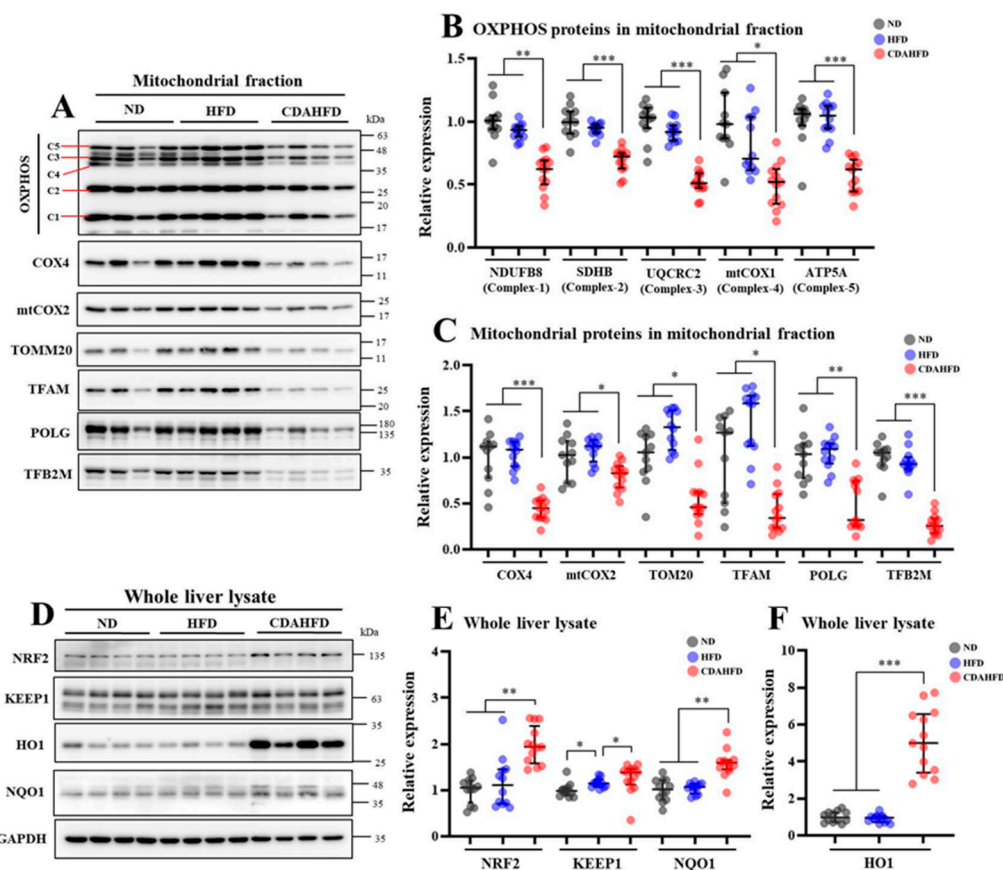 A
Mitochondrial fraction
ND HFD CDAHFD
kDa
OXPHOS
C5
C3
C4
C2
C1
63
48
35
25
20
17
COX4
17
11
mtCOX2
25
17
TOMM20
17
11
TFAM
25
20
POLG
180
135
TFB2M
35
B OXPHOS proteins in mitochondrial fraction
ND
HFD
CDAHFD
Relative expression
1.5
1.0
0.5
0.0
** *** *** * ***
NDUFB8 SDHB UQCRC2 mtCOX1 ATP5A
(Complex-1) (Complex-2) (Complex-3) (Complex-4) (Complex-5)
C Mitochondrial proteins in mitochondrial fraction
ND
HFD
CDAHFD
Relative expression
2.0
1.5
1.0
0.5
0.0
*** * * * ** ***
COX4 mtCOX2 TOM20 TFAM POLG TFB2M
D
Whole liver lysate
ND HFD CDAHFD
kDa
NRF2
135
KEEP1
63
HO1
35
25
NQO1
48
35
25
GAPDH
35
E Whole liver lysate
ND
HFD
CDAHFD
Relative expression
4
3
2
1
0
** * * **
NRF2 KEEP1 NQO1
F Whole liver lysate
ND
HFD
CDAHFD
Relative expression
10
8
6
4
2
0
***
HO1